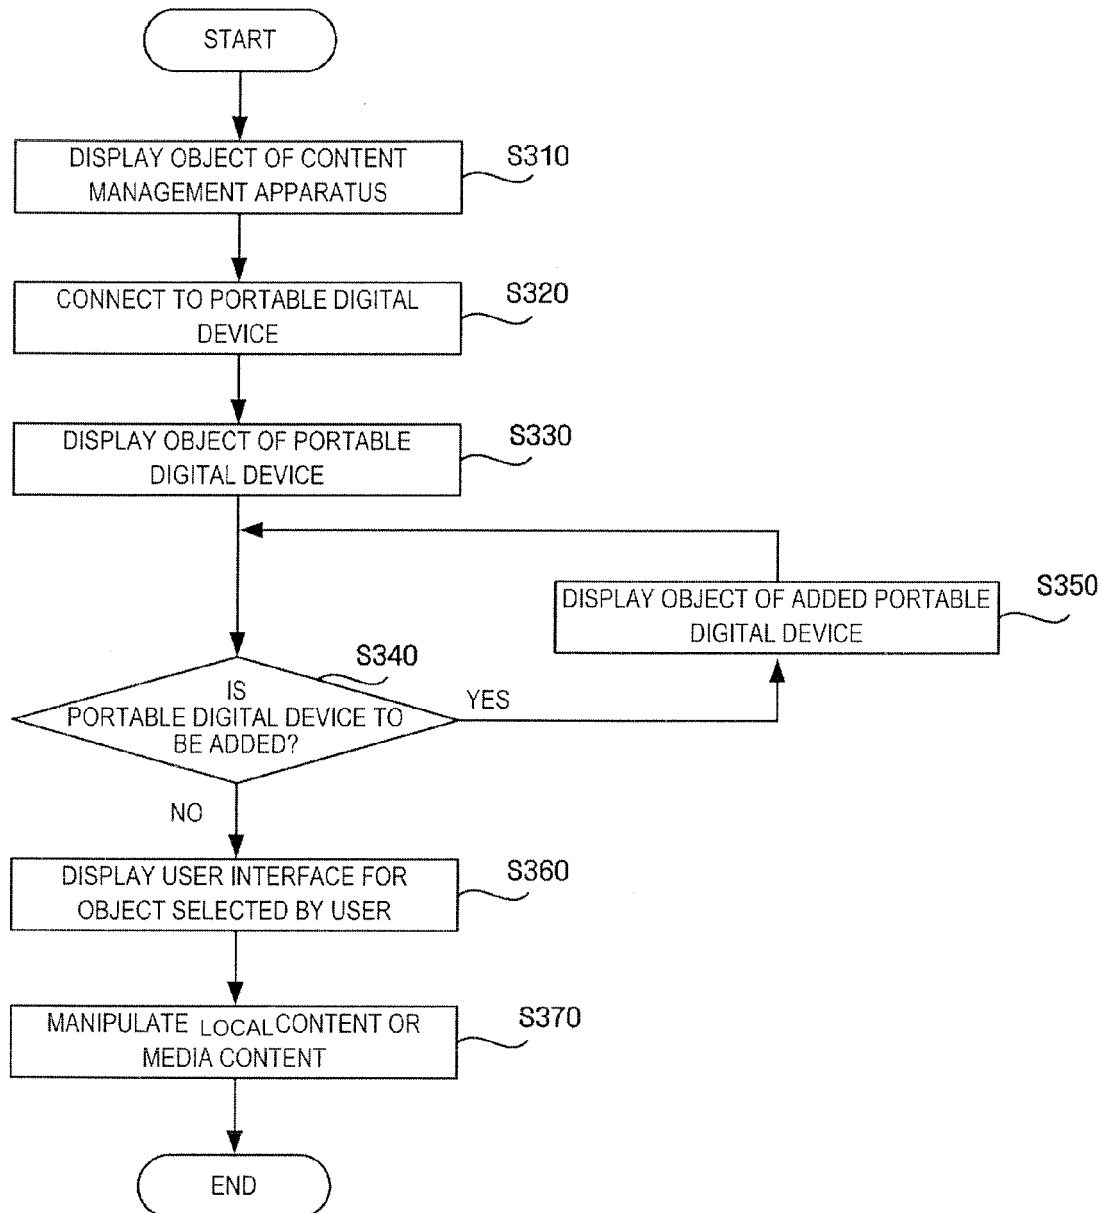 START
DISPLAY OBJECT OF CONTENT
MANAGEMENT APPARATUS
S310
CONNECT TO PORTABLE DIGITAL
DEVICE
S320
DISPLAY OBJECT OF PORTABLE
DIGITAL DEVICE
S330
DISPLAY OBJECT OF ADDED PORTABLE
DIGITAL DEVICE
S350
S340
IS
PORTABLE DIGITAL DEVICE TO
BE ADDED?
YES
NO
DISPLAY USER INTERFACE FOR
OBJECT SELECTED BY USER
S360
MANIPULATE LOCAL CONTENT OR
MEDIA CONTENT
S370
END